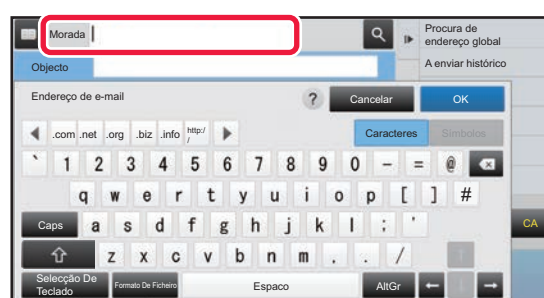 Morada
Procura de
endereço global
Objecto
A enviar histórico
Endereço de e-mail
?
Cancelar
OK
.com .net .org .biz .info http:/
/
Caracteres
Símbolos
` 1 2 3 4 5 6 7 8 9 0 - = @
q w e r t y u i o p [ ] #
Caps a s d f g h j k l ; '
CA
z x c v b n m . . /
Selecção De
Teclado
Formato De Ficheiro
Espaco
AltGr